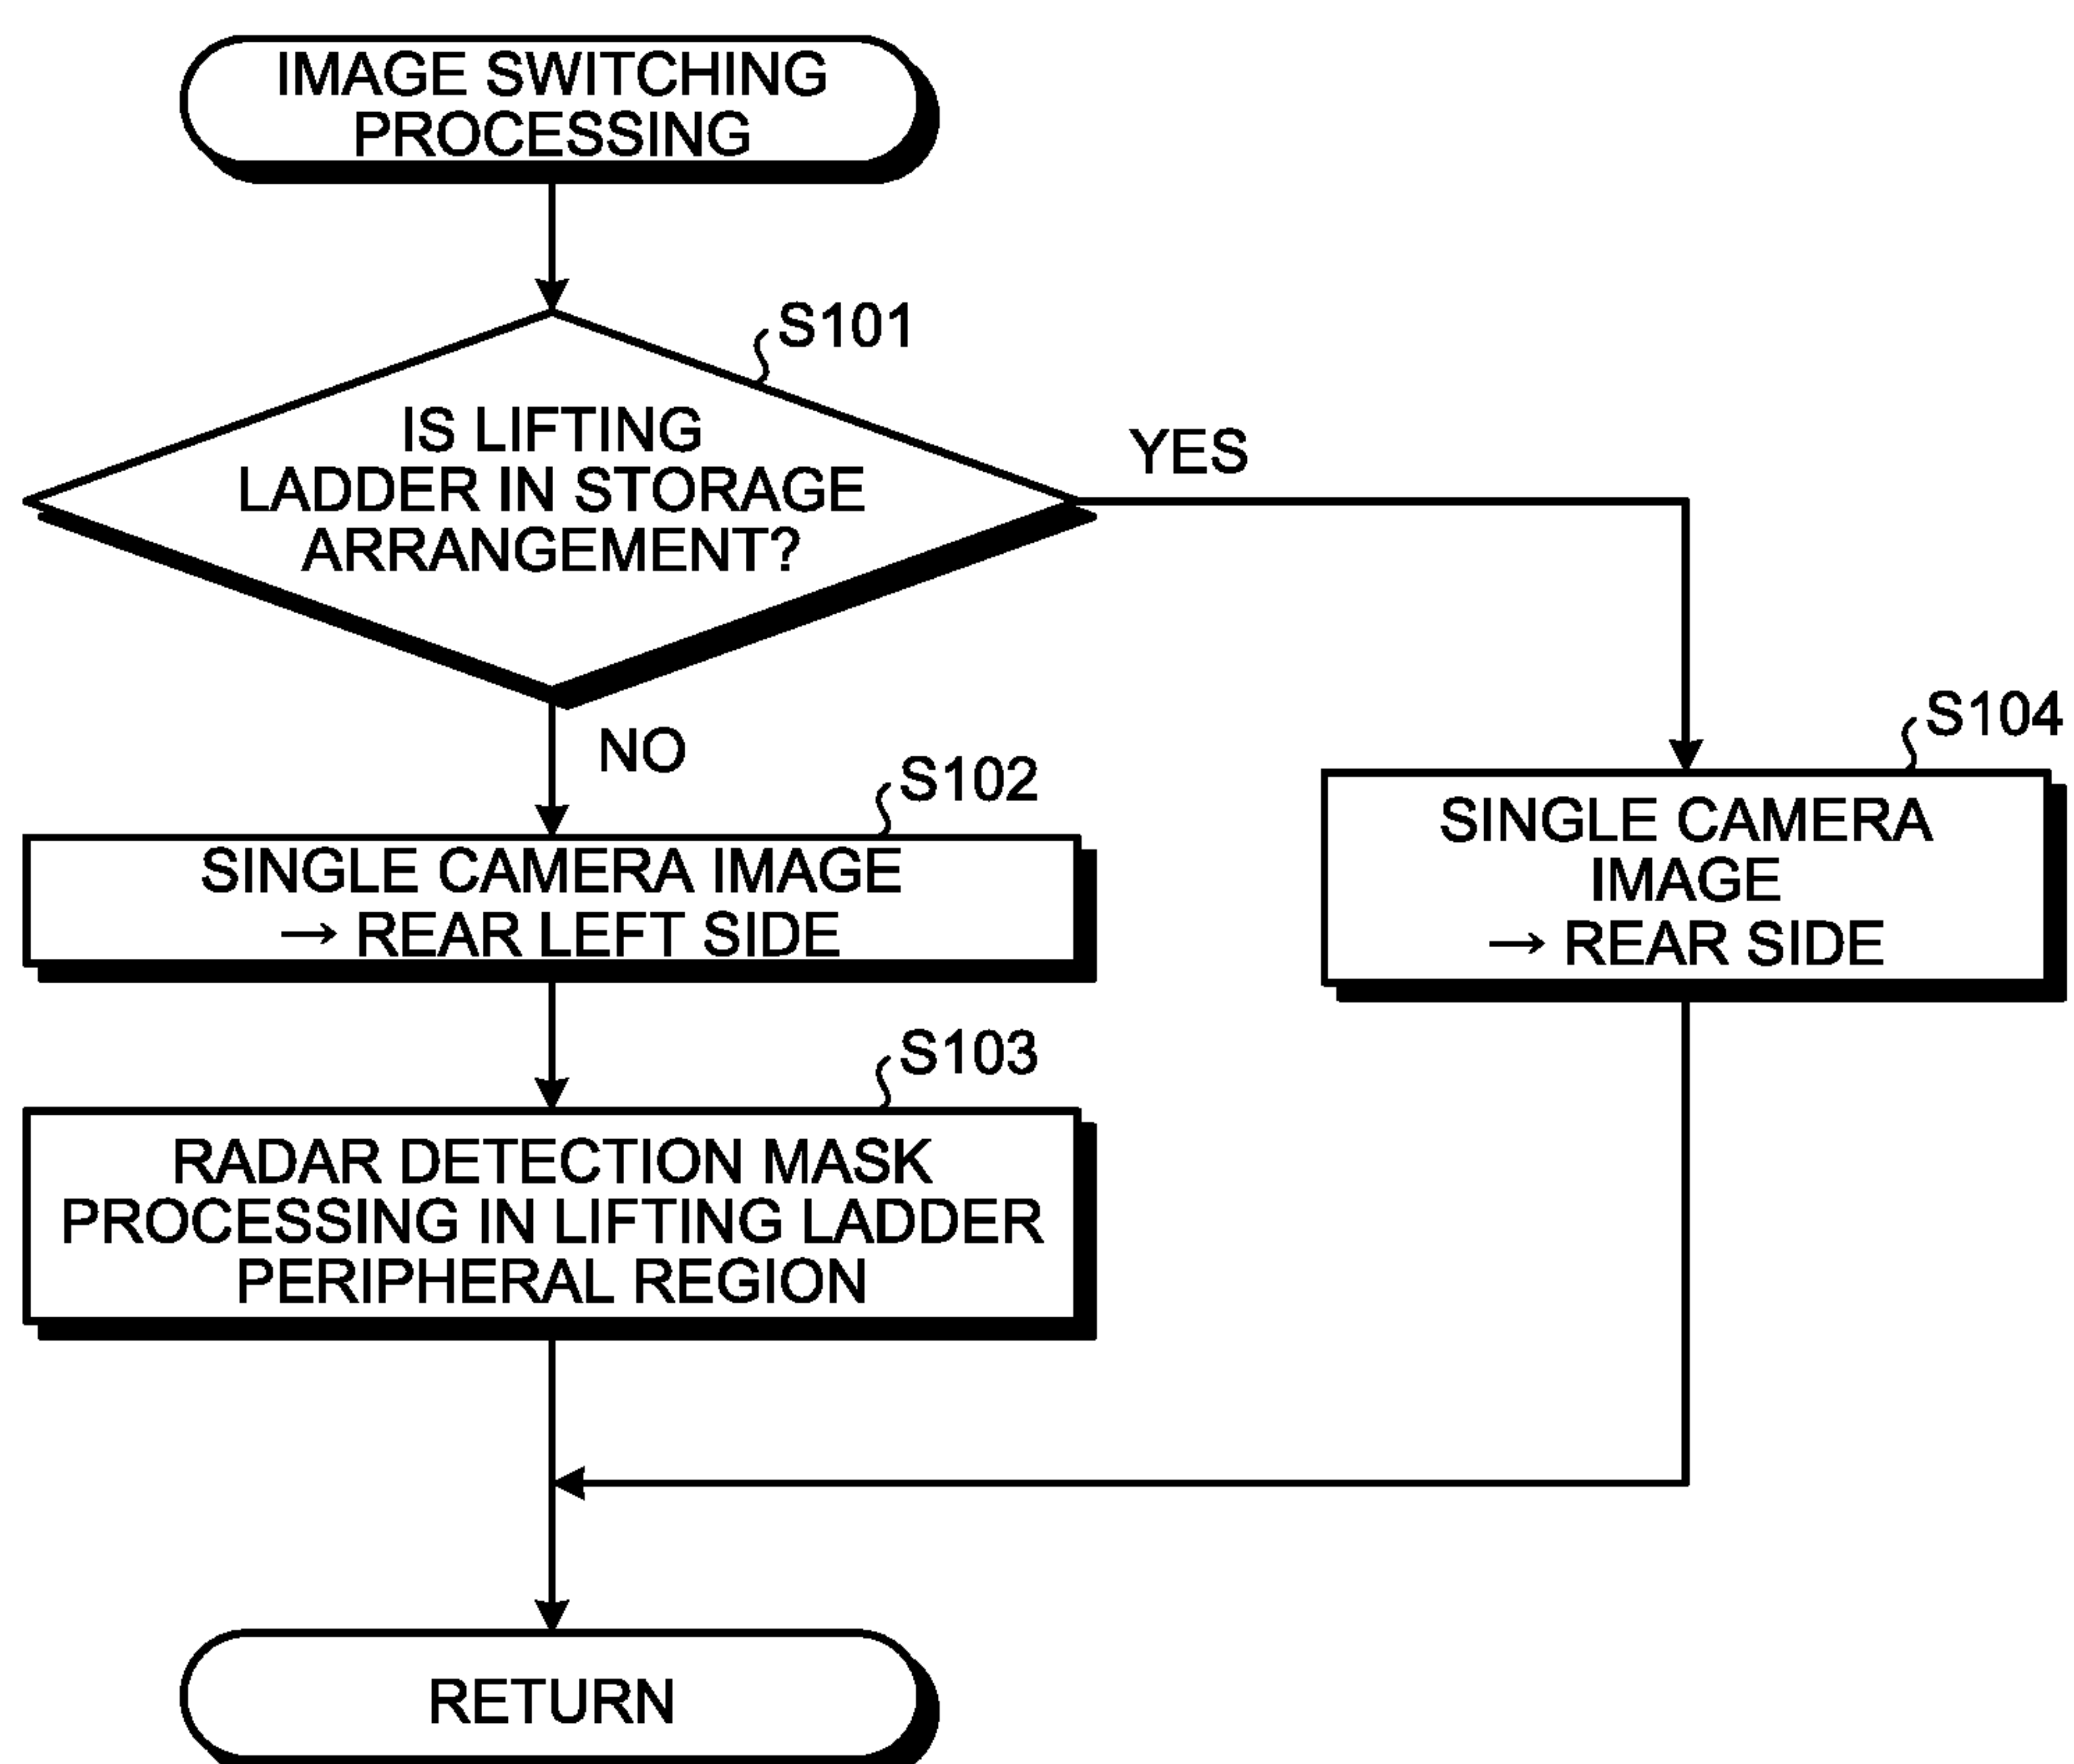 IMAGE SWITCHING
PROCESSING
S101
IS LIFTING
LADDER IN STORAGE
ARRANGEMENT?
YES
NO
S102
SINGLE CAMERA IMAGE
→ REAR LEFT SIDE
S104
SINGLE CAMERA
IMAGE
→ REAR SIDE
S103
RADAR DETECTION MASK
PROCESSING IN LIFTING LADDER
PERIPHERAL REGION
RETURN